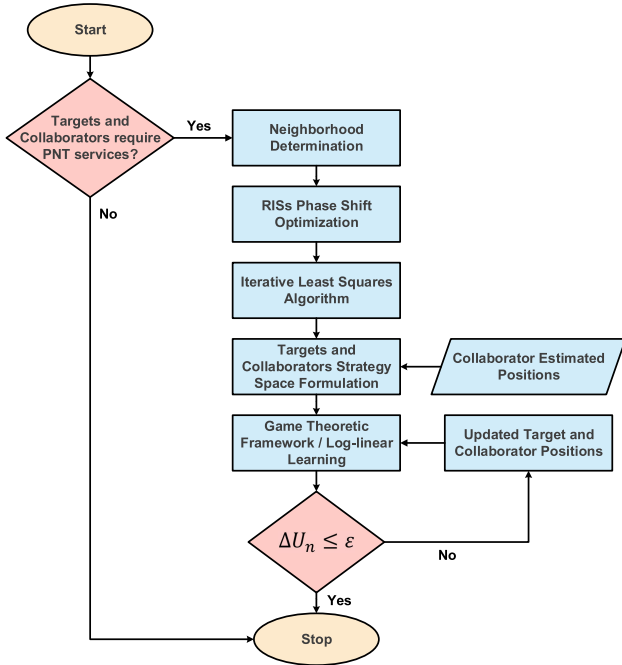 Start
Targets and
Collaborators require
PNT services?
Yes
No
Neighborhood
Determination
RISs Phase Shift
Optimization
Iterative Least Squares
Algorithm
Targets and
Collaborators Strategy
Space Formulation
Collaborator Estimated
Positions
Game Theoretic
Framework / Log-linear
Learning
Updated Target and
Collaborator Positions
ΔUₙ ≤ ε
No
Yes
Stop